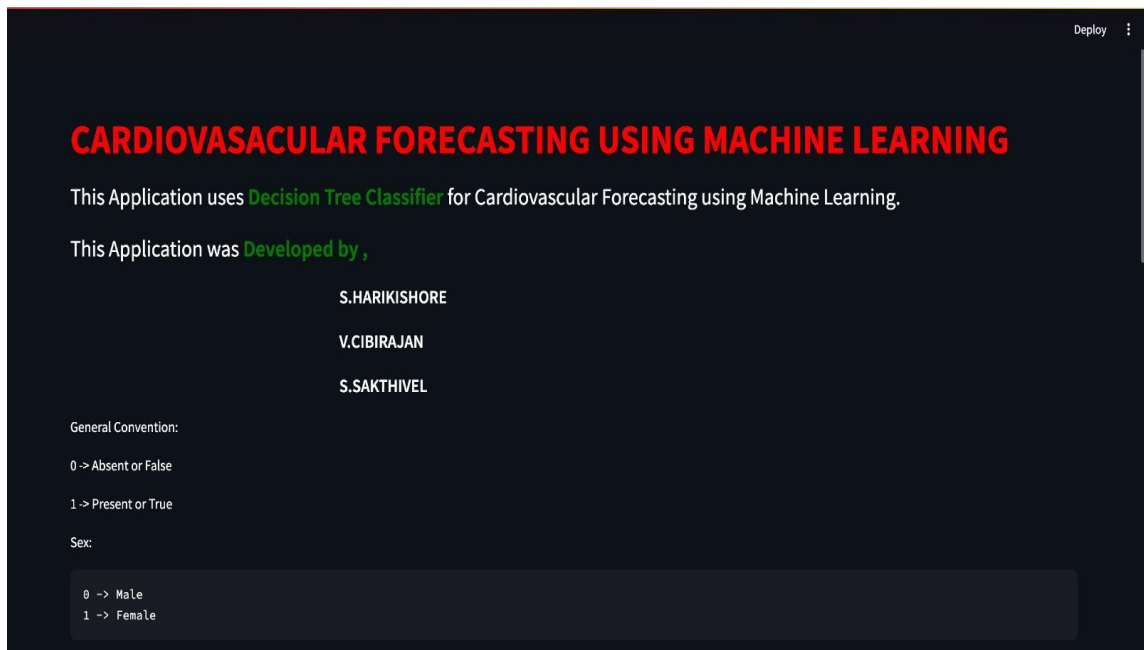 Deploy
CARDIOVASACULAR FORECASTING USING MACHINE LEARNING
This Application uses Decision Tree Classifier for Cardiovascular Forecasting using Machine Learning.
This Application was Developed by ,
S.HARIKISHORE
V.CIBIRAJAN
S.SAKTHIVEL
General Convention:
0 -> Absent or False
1 -> Present or True
Sex:
0 -> Male
1 -> Female